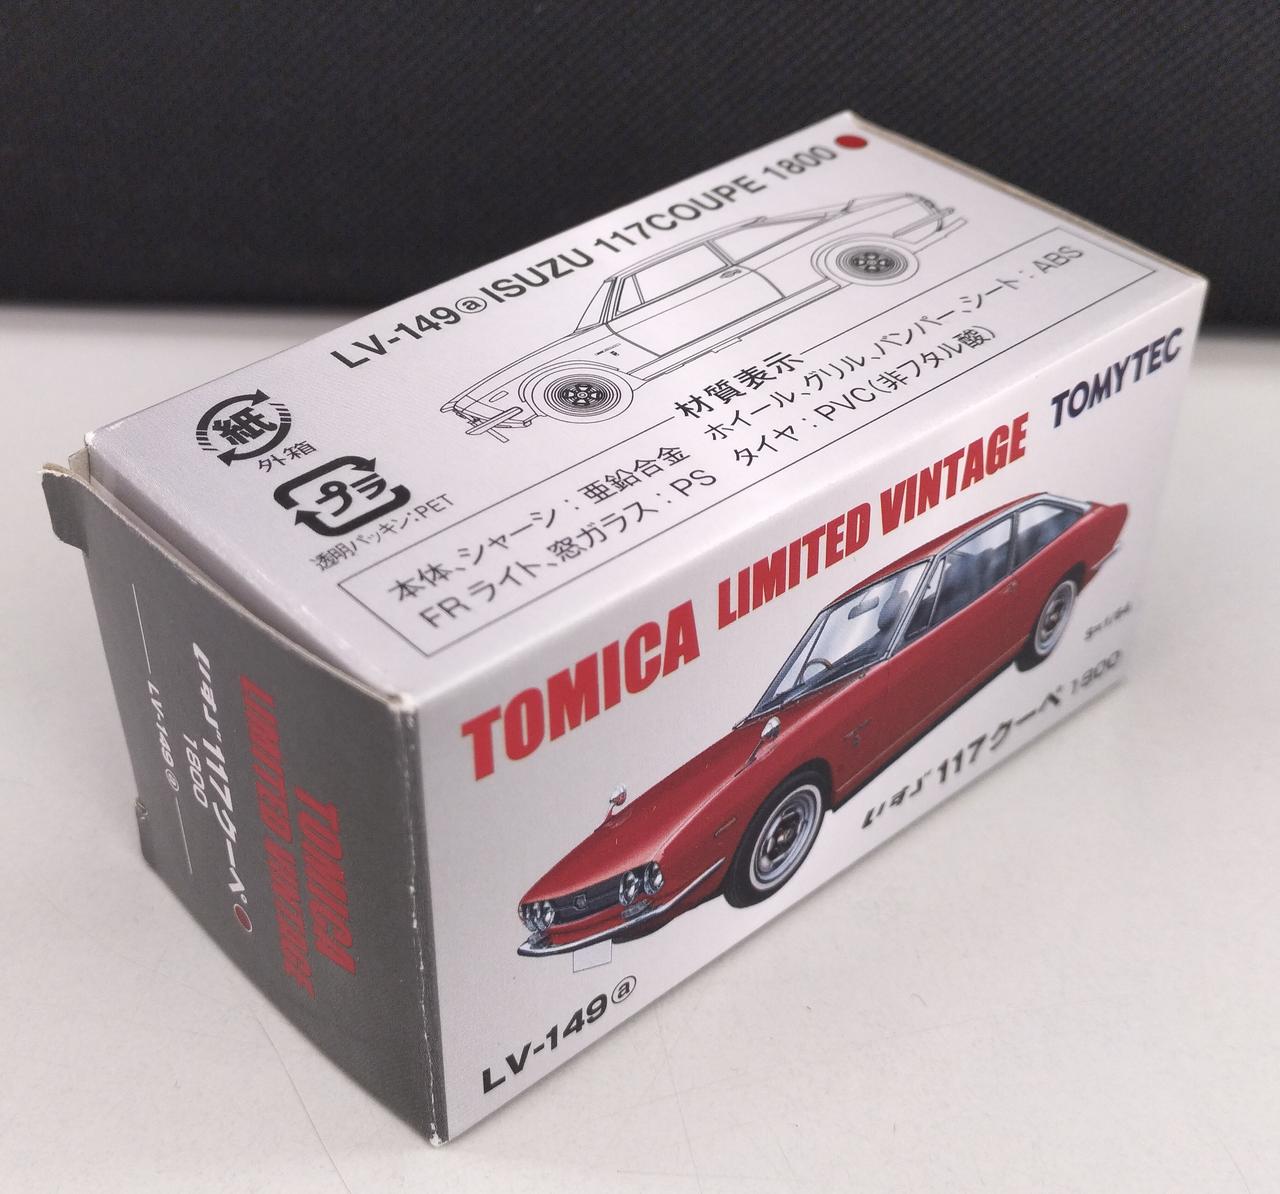 LV-149ⓐISUZU 117COUPE 1800
紙
外箱
プラ
透明パッキン:PET
材質表示
本体、シャーシ：亜鉛合金 ホイール、グリル、バンパー、シート：ABS
FRライト、窓ガラス：PS タイヤ：PVC(非フタル酸)
TOMYTEC
TOMICA LIMITED VINTAGE
S=1/64
いすゞ117クーペ 1800
LV-149ⓐ
TOMICA
LIMITED VINTAGE
いすゞ117クーペ
1800
LV-149ⓐ